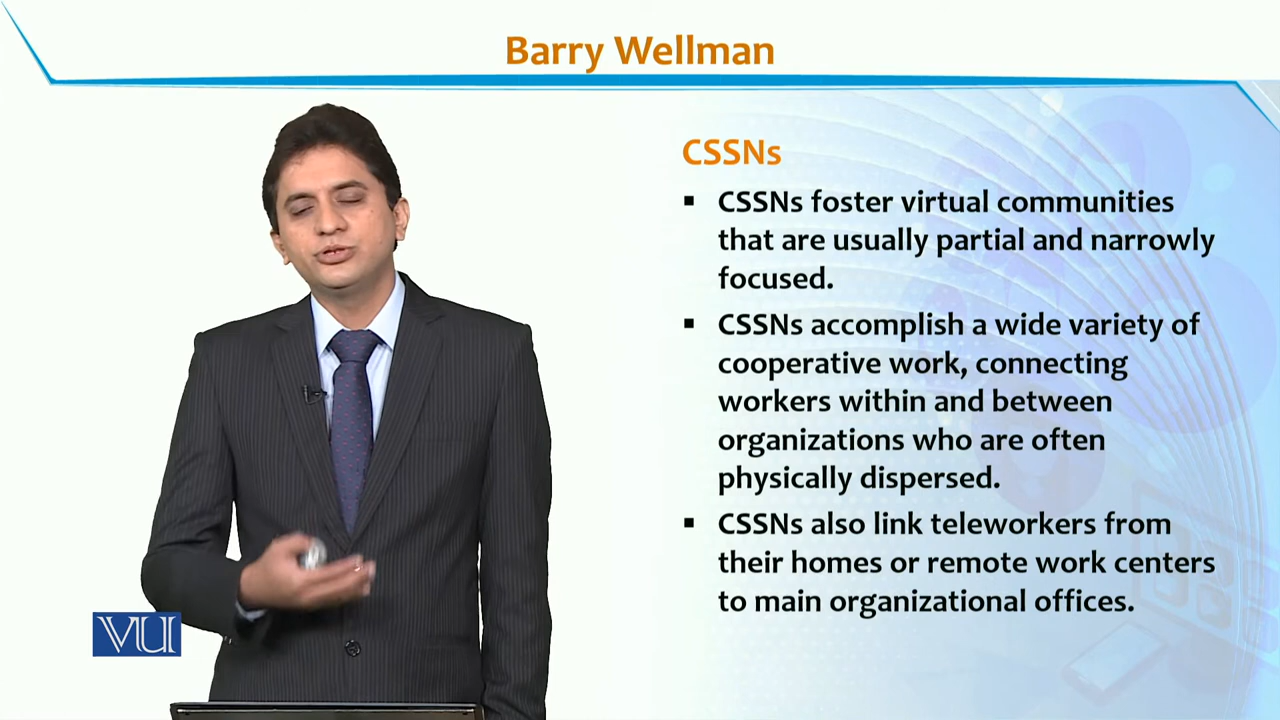 Barry Wellman
CSSNs
▪ CSSNs foster virtual communities
that are usually partial and narrowly
focused.
▪ CSSNs accomplish a wide variety of
cooperative work, connecting
workers within and between
organizations who are often
physically dispersed.
▪ CSSNs also link teleworkers from
their homes or remote work centers
to main organizational offices.
VU